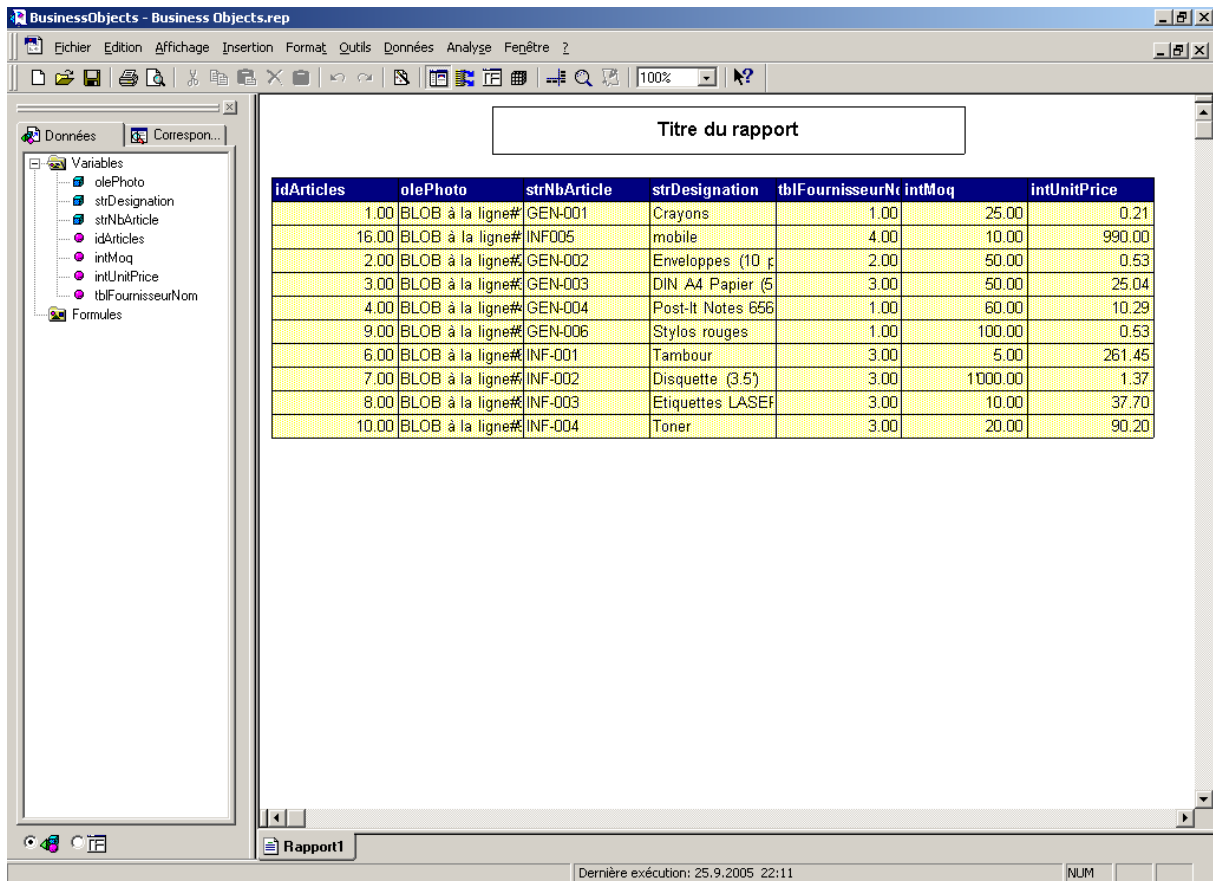 BusinessObjects - Business Objects.rep
Fichier Edition Affichage Insertion Format Outils Données Analyse Fenêtre ?
100%
Données Correspon...
Variables
olePhoto
strDesignation
strNbArticle
idArticles
intMoq
intUnitPrice
tblFournisseurNom
Formules
Titre du rapport
idArticles olePhoto strNbArticle strDesignation tblFournisseurNo intMoq intUnitPrice
1.00 BLOB à la ligne# GEN-001 Crayons 1.00 25.00 0.21
16.00 BLOB à la ligne# INF005 mobile 4.00 10.00 990.00
2.00 BLOB à la ligne# GEN-002 Enveloppes (10 p 2.00 50.00 0.53
3.00 BLOB à la ligne# GEN-003 DIN A4 Papier (5 3.00 50.00 25.04
4.00 BLOB à la ligne# GEN-004 Post-It Notes 656 1.00 60.00 10.29
9.00 BLOB à la ligne# GEN-006 Stylos rouges 1.00 100.00 0.53
6.00 BLOB à la ligne# INF-001 Tambour 3.00 5.00 261.45
7.00 BLOB à la ligne# INF-002 Disquette (3.5") 3.00 1'000.00 1.37
8.00 BLOB à la ligne# INF-003 Etiquettes LASER 3.00 10.00 37.70
10.00 BLOB à la ligne# INF-004 Toner 3.00 20.00 90.20
Rapport1
Dernière exécution: 25.9.2005 22:11 NUM